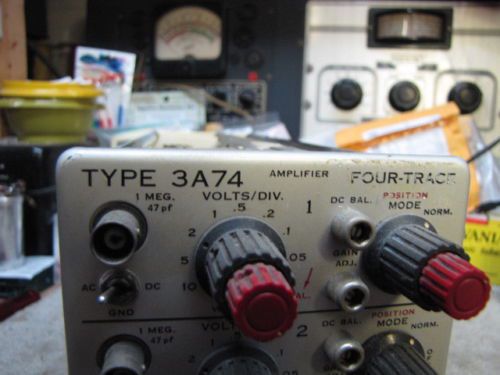 TYPE 3A74 AMPLIFIER FOUR-TRACE
1 MEG.
47 pf
VOLTS/DIV.
1
DC BAL.
POSITION
MODE
NORM.
1 .5 .2
2 .1
5 .05
10
GAIN
ADJ.
AC DC
GND
1 MEG.
47 pf
2
DC BAL.
POSITION
MODE
NORM.